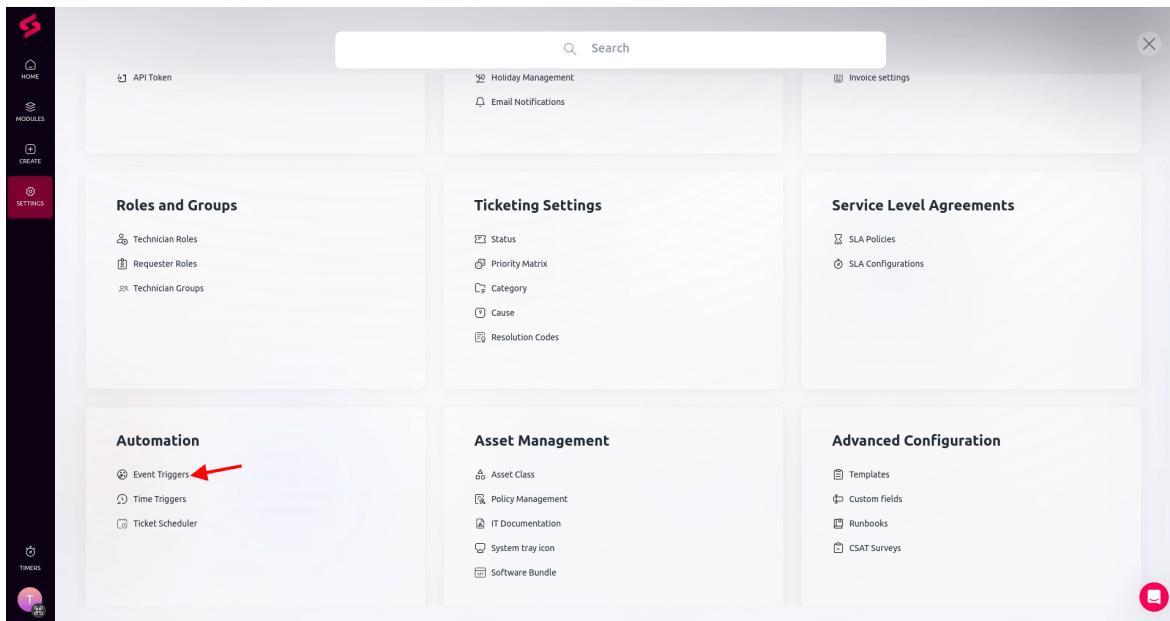 Search
HOME
MODULES
CREATE
SETTINGS
TIMERS
T
API Token
Holiday Management
Email Notifications
Invoice settings
Roles and Groups
Technician Roles
Requester Roles
Technician Groups
Ticketing Settings
Status
Priority Matrix
Category
Cause
Resolution Codes
Service Level Agreements
SLA Policies
SLA Configurations
Automation
Event Triggers
Time Triggers
Ticket Scheduler
Asset Management
Asset Class
Policy Management
IT Documentation
System tray icon
Software Bundle
Advanced Configuration
Templates
Custom fields
Runbooks
CSAT Surveys